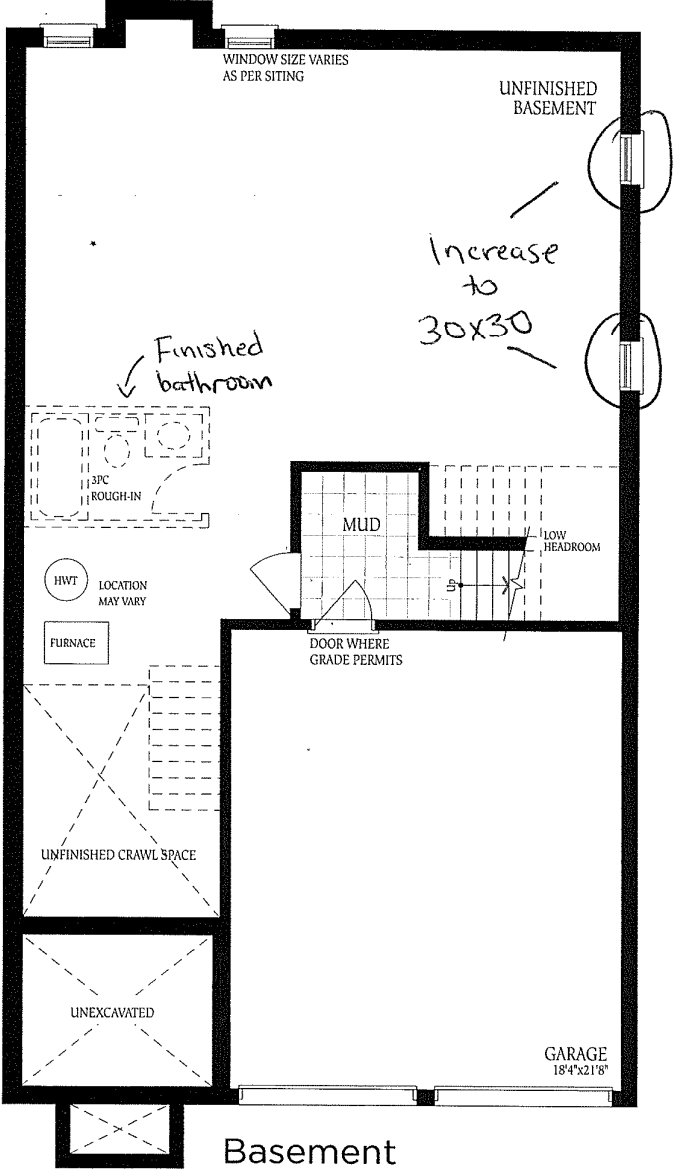 WINDOW SIZE VARIES
AS PER SITING
UNFINISHED
BASEMENT
Increase
to
30x30
Finished
bathroom
3PC
ROUGH-IN
MUD
LOW
HEADROOM
Up
HWT
LOCATION
MAY VARY
FURNACE
DOOR WHERE
GRADE PERMITS
UNFINISHED CRAWL SPACE
UNEXCAVATED
GARAGE
18'4"x21'8"
Basement